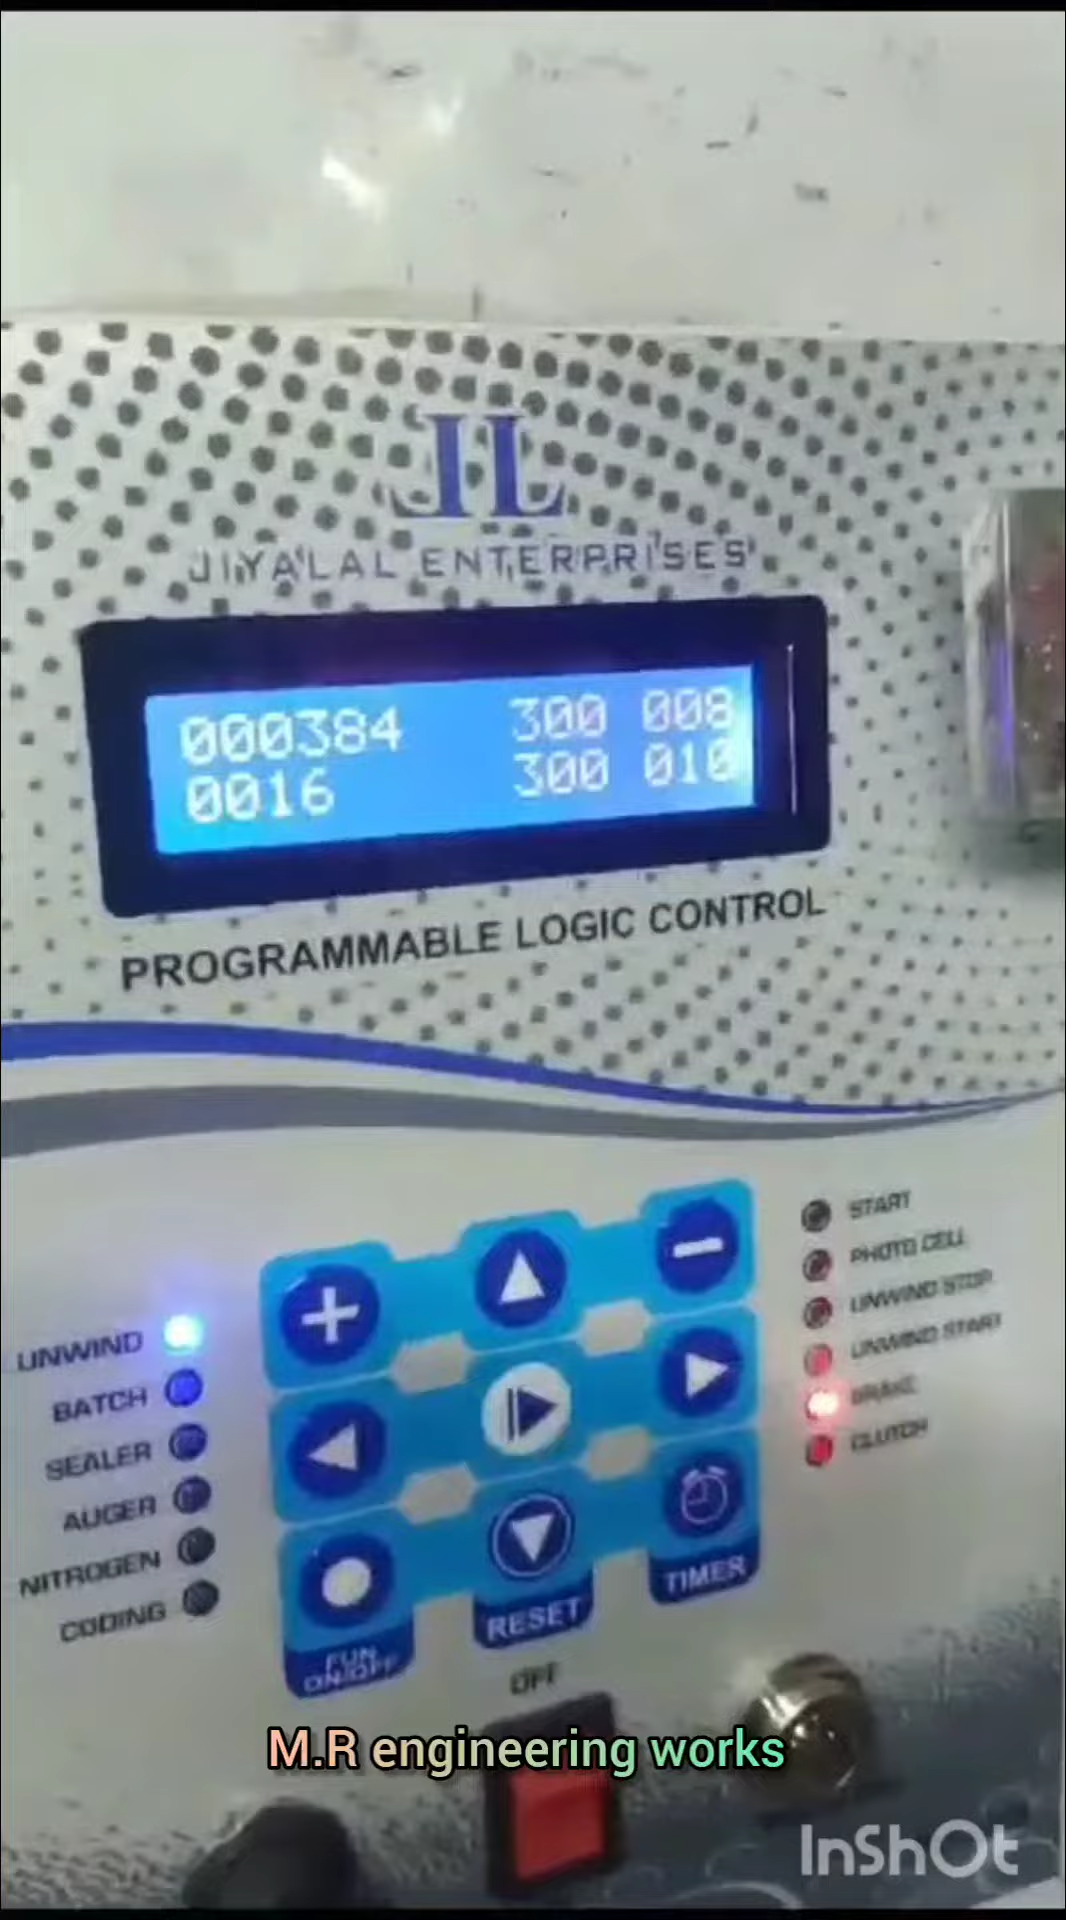 JL
JIYALAL ENTERPRISES
000384 300 008
0016 300 010
PROGRAMMABLE LOGIC CONTROL
START
PHOTO CELL
UNWIND STOP
UNWIND START
BRAKE
CLUTCH
UNWIND
BATCH
SEALER
AUGER
NITROGEN
CODING
FUN
ON/OFF
RESET
TIMER
OFF
M.R engineering works
InShOt